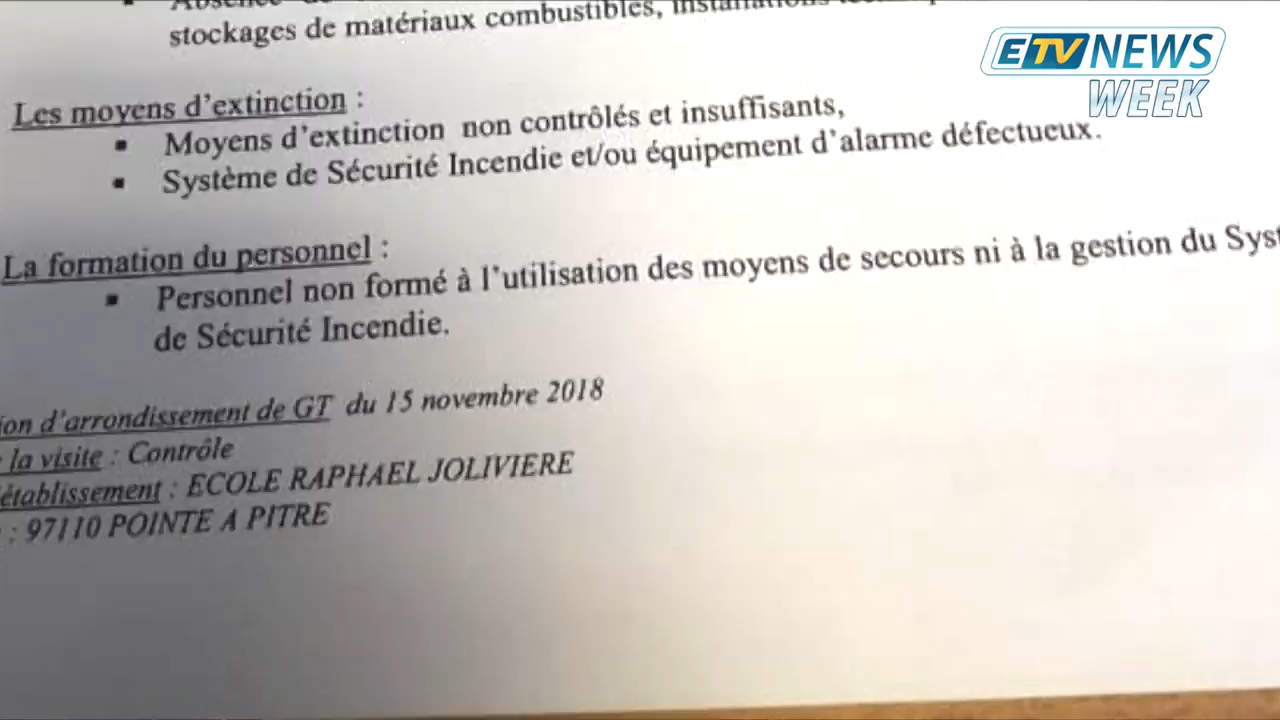 stockages de matériaux combustibles,
ETV NEWS
WEEK
Les moyens d'extinction :
▪ Moyens d'extinction non contrôlés et insuffisants,
▪ Système de Sécurité Incendie et/ou équipement d'alarme défectueux.
La formation du personnel :
▪ Personnel non formé à l'utilisation des moyens de secours ni à la gestion du Syst
de Sécurité Incendie.
ion d'arrondissement de GT du 15 novembre 2018
la visite : Contrôle
établissement : ECOLE RAPHAEL JOLIVIERE
: 97110 POINTE A PITRE